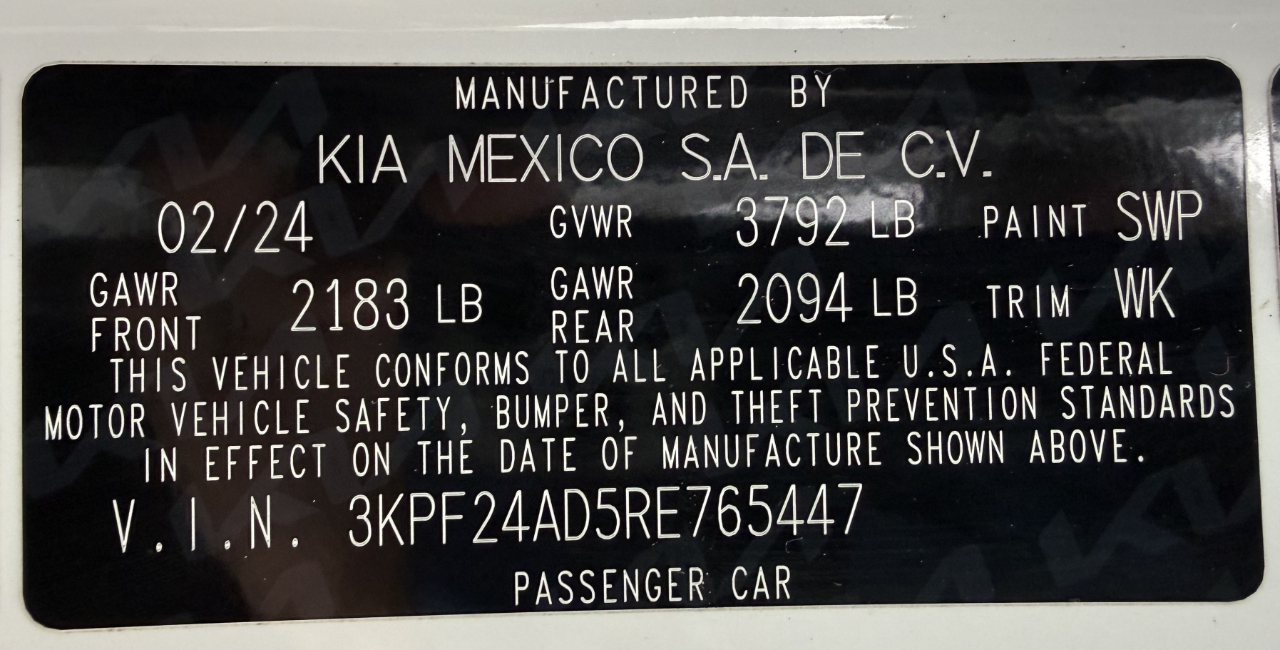 MANUFACTURED BY
KIA MEXICO S.A. DE C.V.
02/24 GVWR 3792 LB PAINT SWP
GAWR FRONT 2183 LB GAWR REAR 2094 LB TRIM WK
THIS VEHICLE CONFORMS TO ALL APPLICABLE U.S.A. FEDERAL
MOTOR VEHICLE SAFETY, BUMPER, AND THEFT PREVENTION STANDARDS
IN EFFECT ON THE DATE OF MANUFACTURE SHOWN ABOVE.
V.I.N. 3KPF24AD5RE765447
PASSENGER CAR